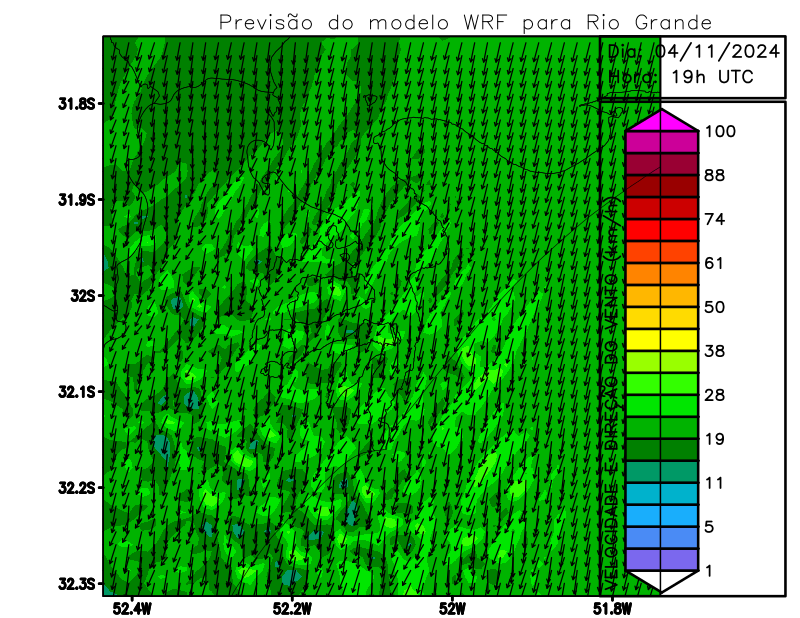 Previsão do modelo WRF para Rio Grande
Dia: 04/11/2024
Hora: 19h UTC
31.8S
31.9S
32S
32.1S
32.2S
32.3S
52.4W
52.2W
52W
51.8W
VELOCIDADE E DIREÇÃO DO VENTO (km/h)
100
88
74
61
50
38
28
19
11
5
1